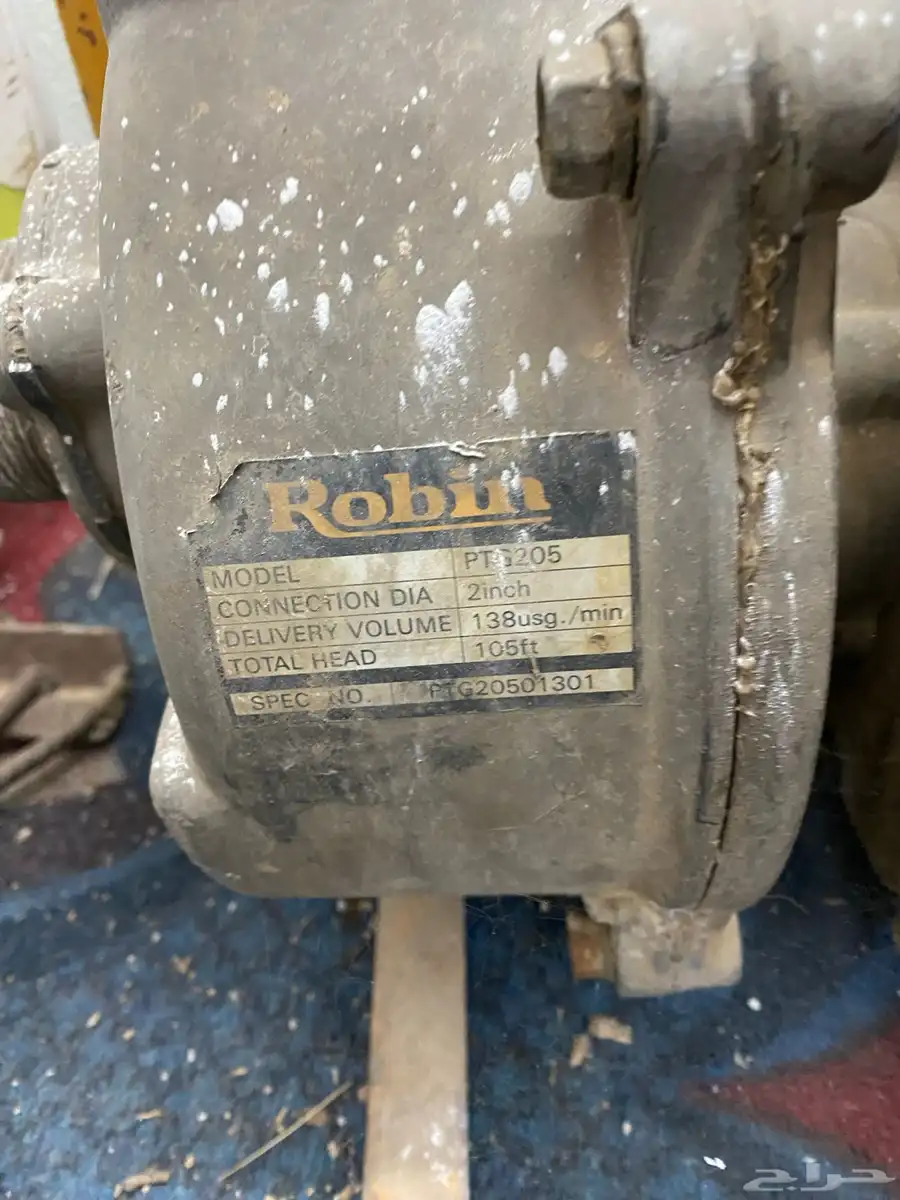 Robin
MODEL PTG205
CONNECTION DIA 2inch
DELIVERY VOLUME 138usg./min
TOTAL HEAD 105ft
SPEC NO. PTG20501301
حراج